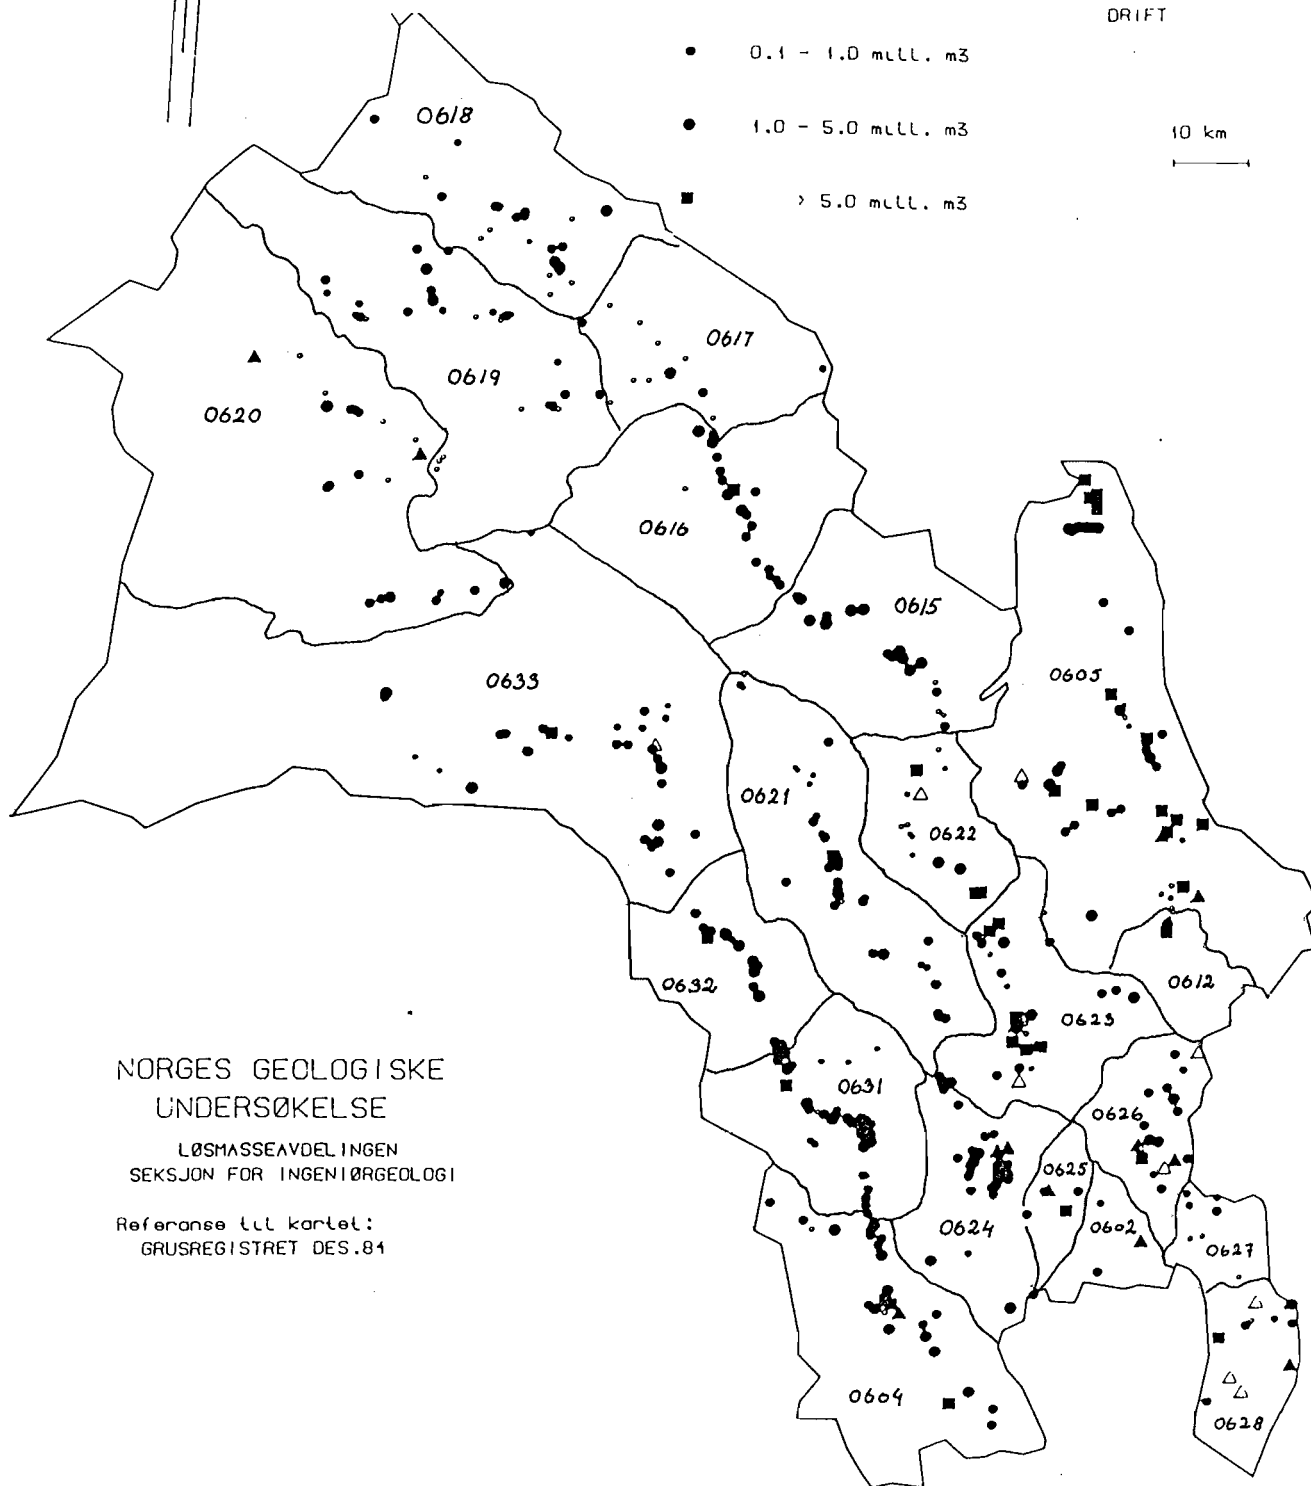 DRIFT
0.1 - 1.0 mill. m3
1.0 - 5.0 mill. m3
> 5.0 mill. m3
10 km
0618
0617
0619
0620
0616
0615
0605
0633
0621
0622
0632
0612
0623
0631
0626
0625
0624
0602
0627
0604
0628
NORGES GEOLOGISKE
UNDERSØKELSE
LØSMASSEAVDELINGEN
SEKSJON FOR INGENIØRGEOLOGI
Referanse til kartet:
GRUSREGISTRET DES.84